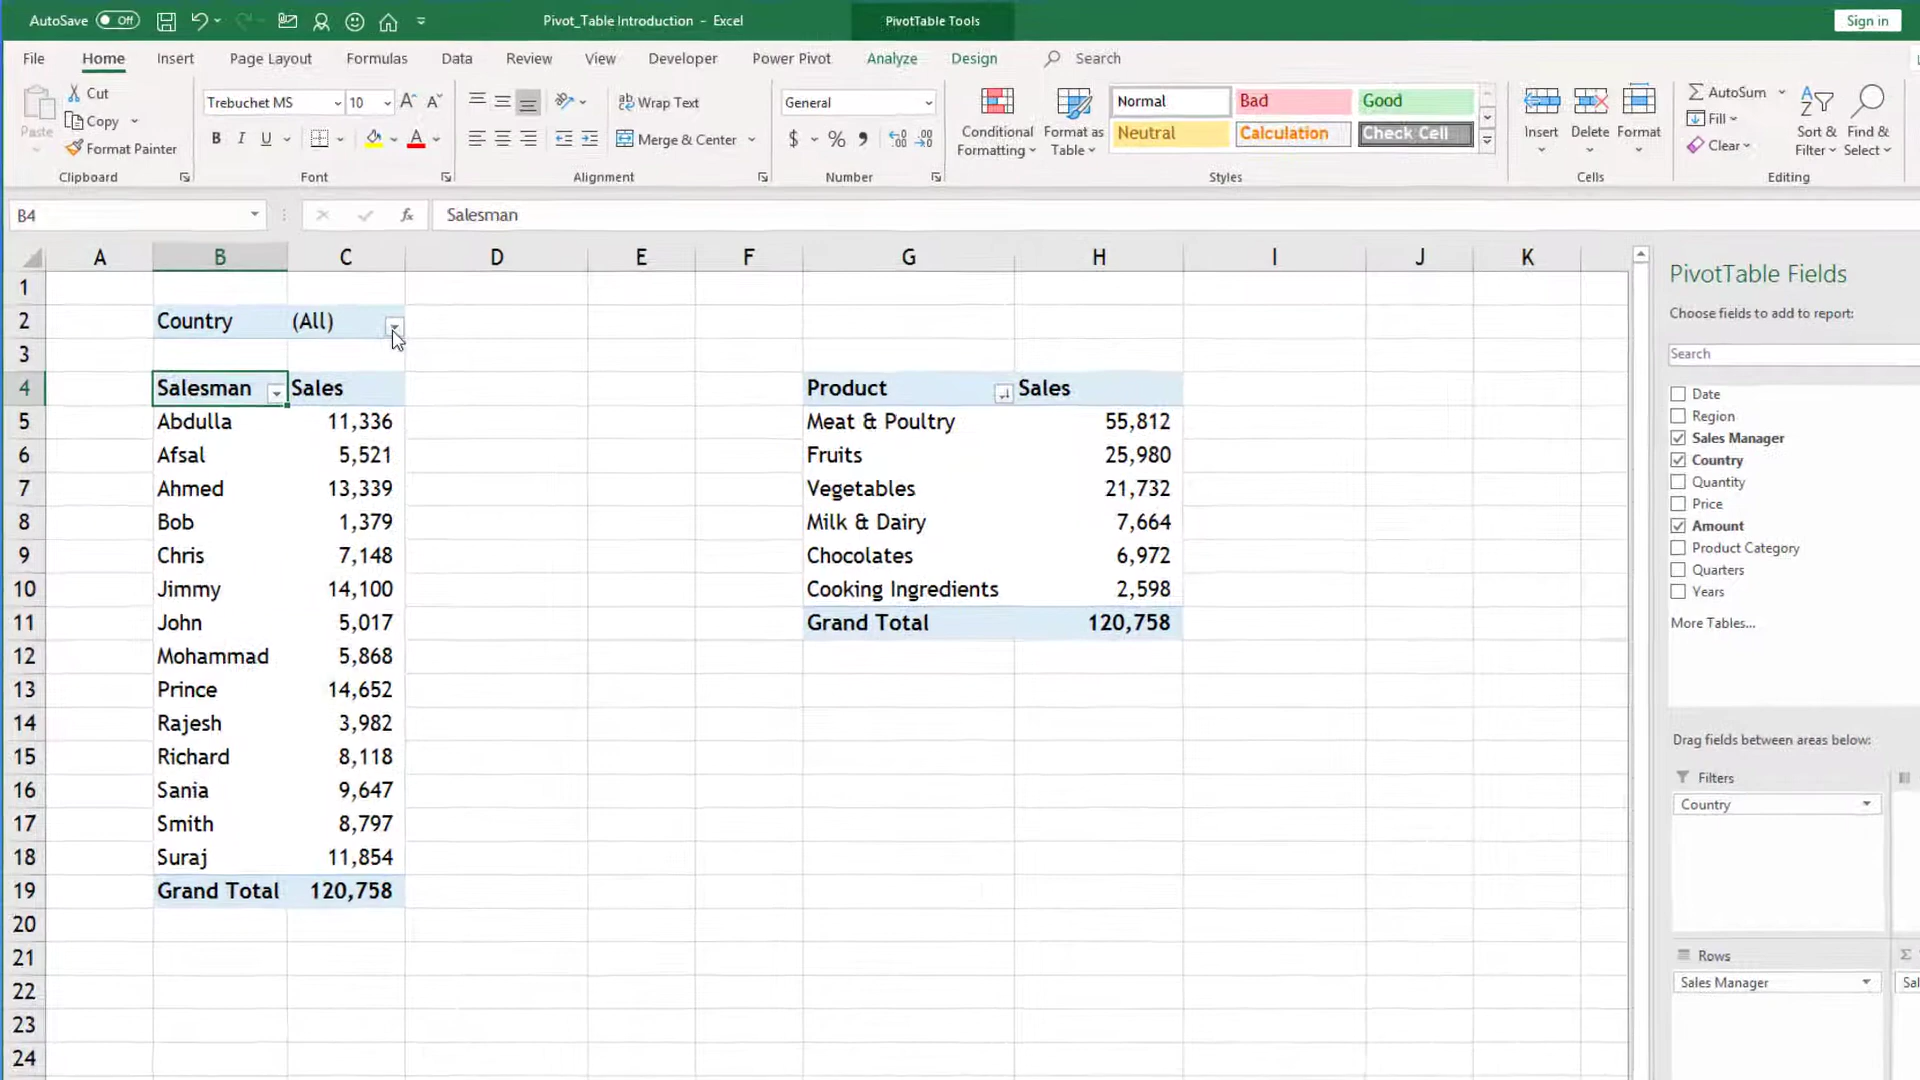 AutoSave Off Pivot_Table Introduction - Excel PivotTable Tools Sign in
File Home Insert Page Layout Formulas Data Review View Developer Power Pivot Analyze Design Search
Paste
Cut
Copy
Format Painter
Clipboard
Trebuchet MS 10
B I U
Font
Wrap Text
Merge & Center
Alignment
General
$ %
Number
Conditional Formatting
Format as Table
Normal Bad Good
Neutral Calculation Check Cell
Styles
Insert Delete Format
Cells
AutoSum
Fill
Clear
Sort & Filter
Find & Select
Editing
B4 fx Salesman
A B C D E F G H I J K
1
2 Country (All)
3
4 Salesman Sales Product Sales
5 Abdulla 11,336 Meat & Poultry 55,812
6 Afsal 5,521 Fruits 25,980
7 Ahmed 13,339 Vegetables 21,732
8 Bob 1,379 Milk & Dairy 7,664
9 Chris 7,148 Chocolates 6,972
10 Jimmy 14,100 Cooking Ingredients 2,598
11 John 5,017 Grand Total 120,758
12 Mohammad 5,868
13 Prince 14,652
14 Rajesh 3,982
15 Richard 8,118
16 Sania 9,647
17 Smith 8,797
18 Suraj 11,854
19 Grand Total 120,758
20
21
22
23
24
PivotTable Fields
Choose fields to add to report:
Search
Date
Region
Sales Manager
Country
Quantity
Price
Amount
Product Category
Quarters
Years
More Tables...
Drag fields between areas below:
Filters
Country
Rows Σ
Sales Manager Sal